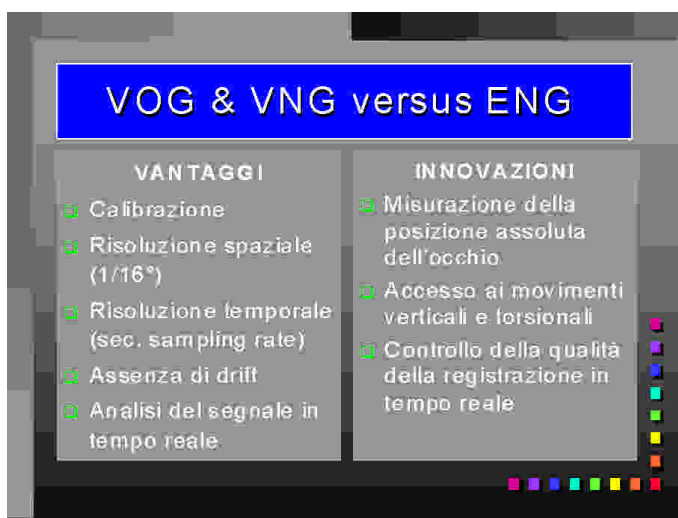 VOG & VNG versus ENG
VANTAGGI
Calibrazione
Risoluzione spaziale
(1/16°)
Risoluzione temporale
(sec. sampling rate)
Assenza di drift
Analisi del segnale in
tempo reale
INNOVAZIONI
Misurazione della
posizione assoluta
dell'occhio
Accesso ai movimenti
verticali e torsionali
Controllo della qualità
della registrazione in
tempo reale